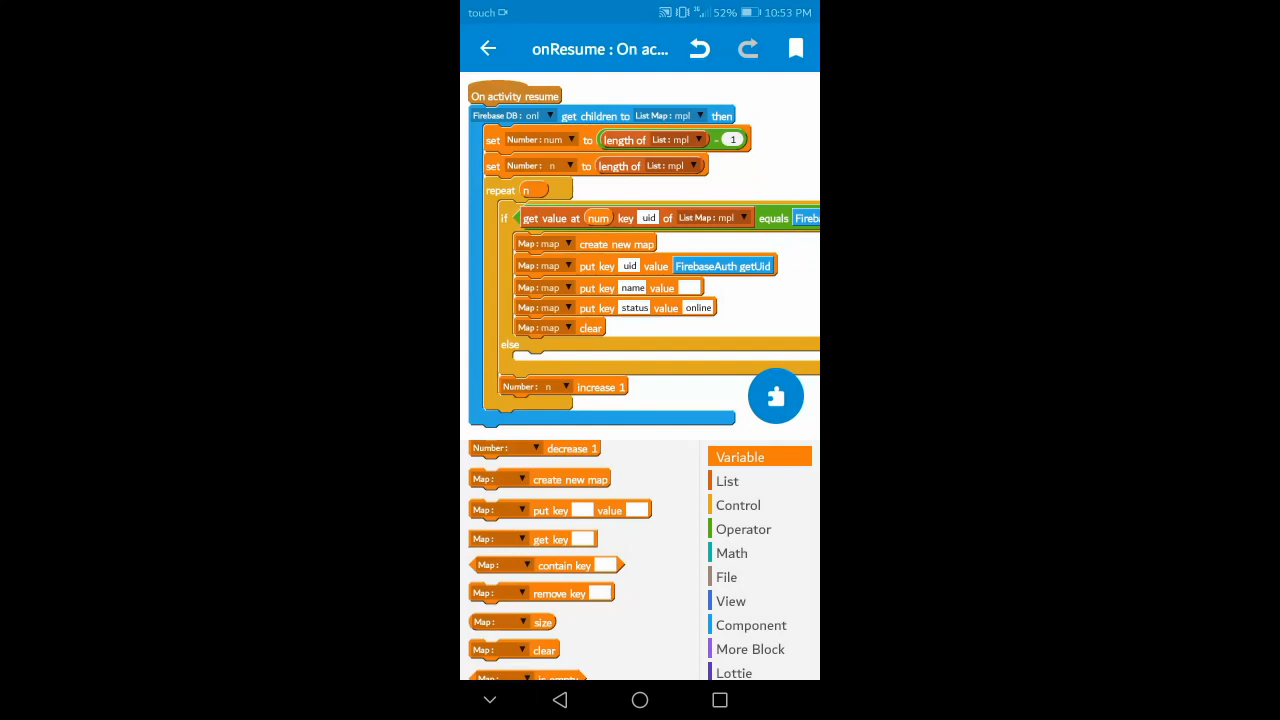 touch 52% 10:53 PM
onResume : On ac...
On activity resume
Firebase DB : onl get children to List Map : mpl then
set Number : num to length of List : mpl - 1
set Number : n to length of List : mpl
repeat n
if get value at num key uid of List Map : mpl equals Fireb
Map : map create new map
Map : map put key uid value FirebaseAuth getUid
Map : map put key name value
Map : map put key status value online
Map : map clear
else
Number : n increase 1
Number : decrease 1
Map : create new map
Map : put key value
Map : get key
Map : contain key
Map : remove key
Map : size
Map : clear
Map : is empty
Variable
List
Control
Operator
Math
File
View
Component
More Block
Lottie